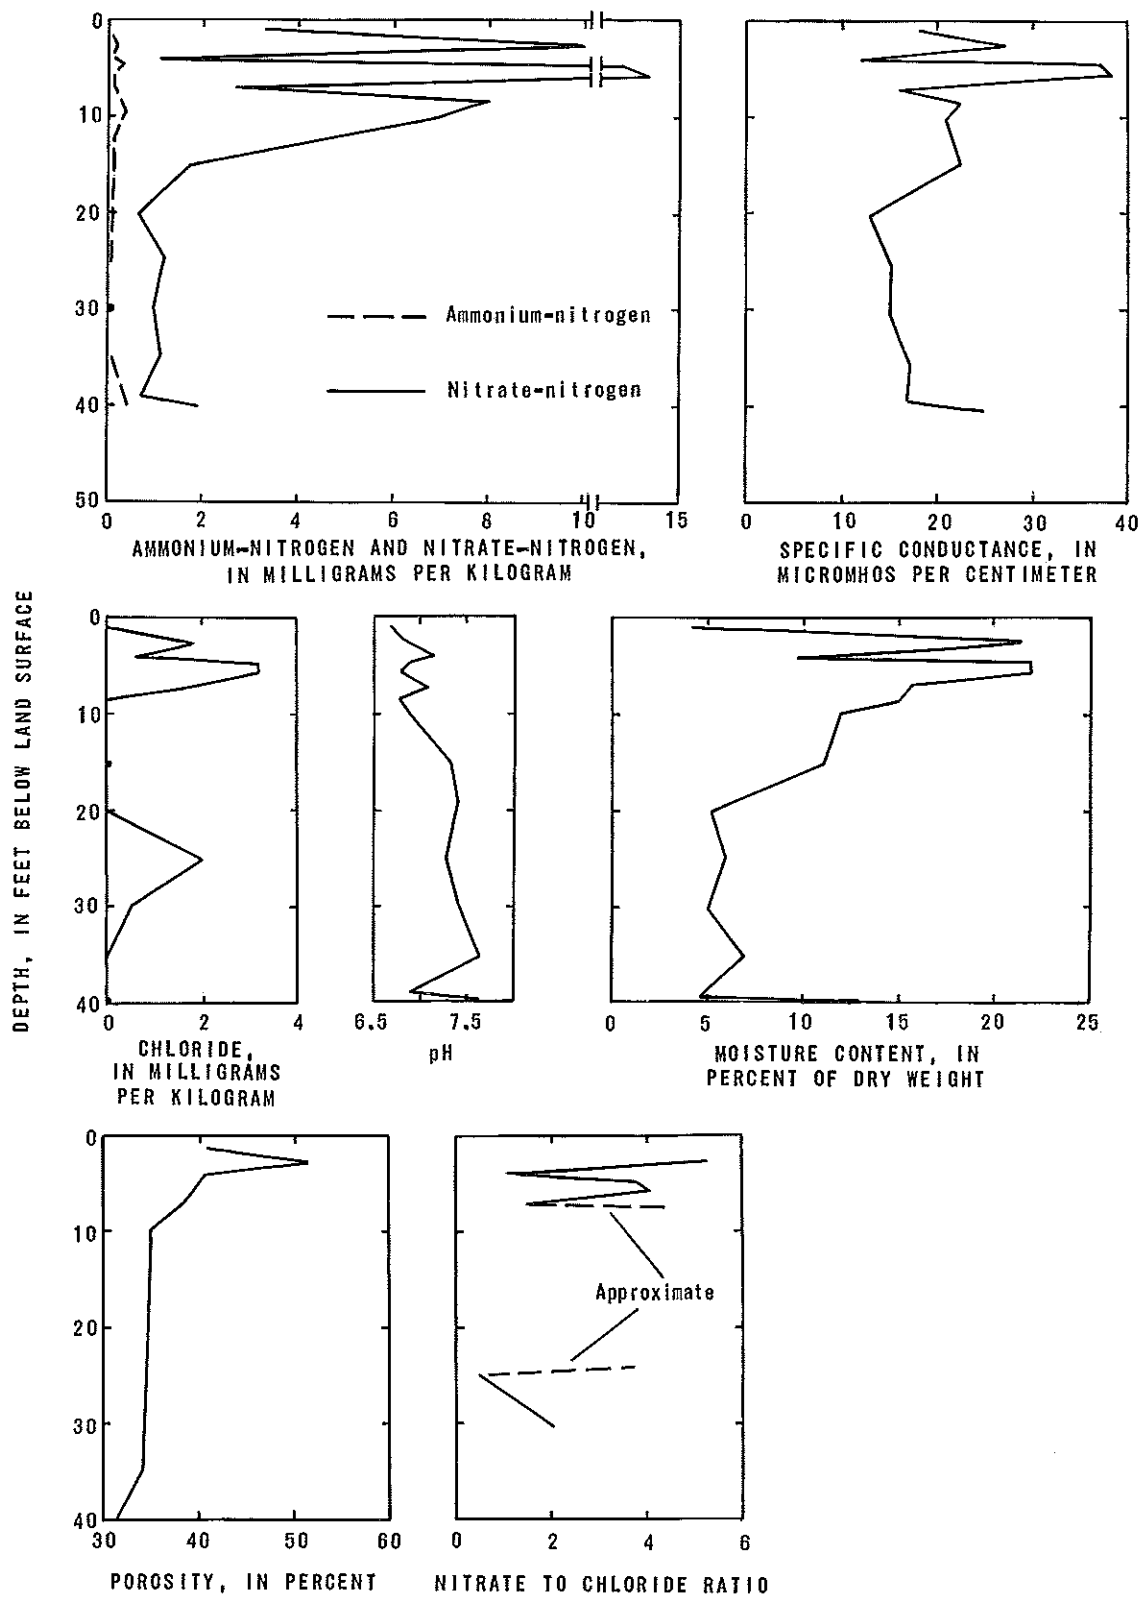 0
10
20
30
40
50
Ammonium-nitrogen
Nitrate-nitrogen
0 2 4 6 8 10 15
AMMONIUM-NITROGEN AND NITRATE-NITROGEN,
IN MILLIGRAMS PER KILOGRAM
0 10 20 30 40
SPECIFIC CONDUCTANCE, IN
MICROMHOS PER CENTIMETER
DEPTH, IN FEET BELOW LAND SURFACE
0
10
20
30
40
0 2 4
CHLORIDE,
IN MILLIGRAMS
PER KILOGRAM
6.5 7.5
pH
0 5 10 15 20 25
MOISTURE CONTENT, IN
PERCENT OF DRY WEIGHT
0
10
20
30
40
30 40 50 60
POROSITY, IN PERCENT
Approximate
0 2 4 6
NITRATE TO CHLORIDE RATIO